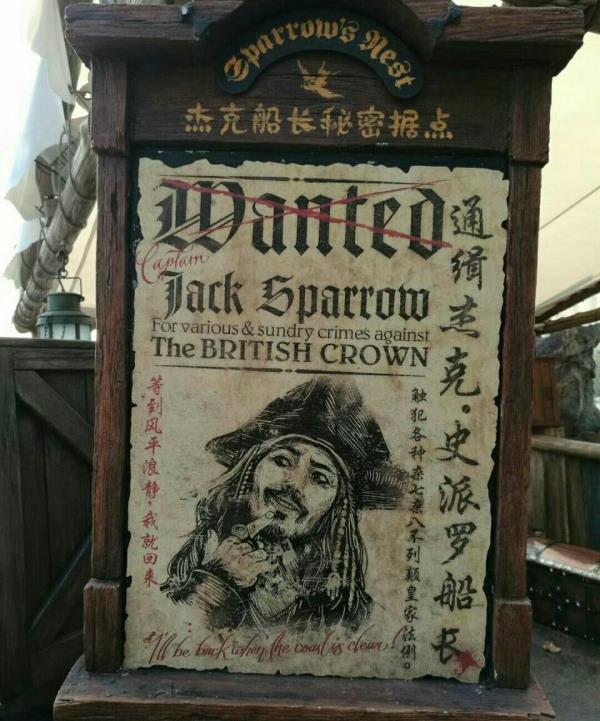 Sparrow's Nest
杰克船长秘密据点
Wanted
Captain
Jack Sparrow
For various & sundry crimes against
The BRITISH CROWN
通缉杰克·史派罗船长
触犯各种杂七杂八不列颠皇家法例。
等到风平浪静，我就回来
I'll be back when the coast is clear!